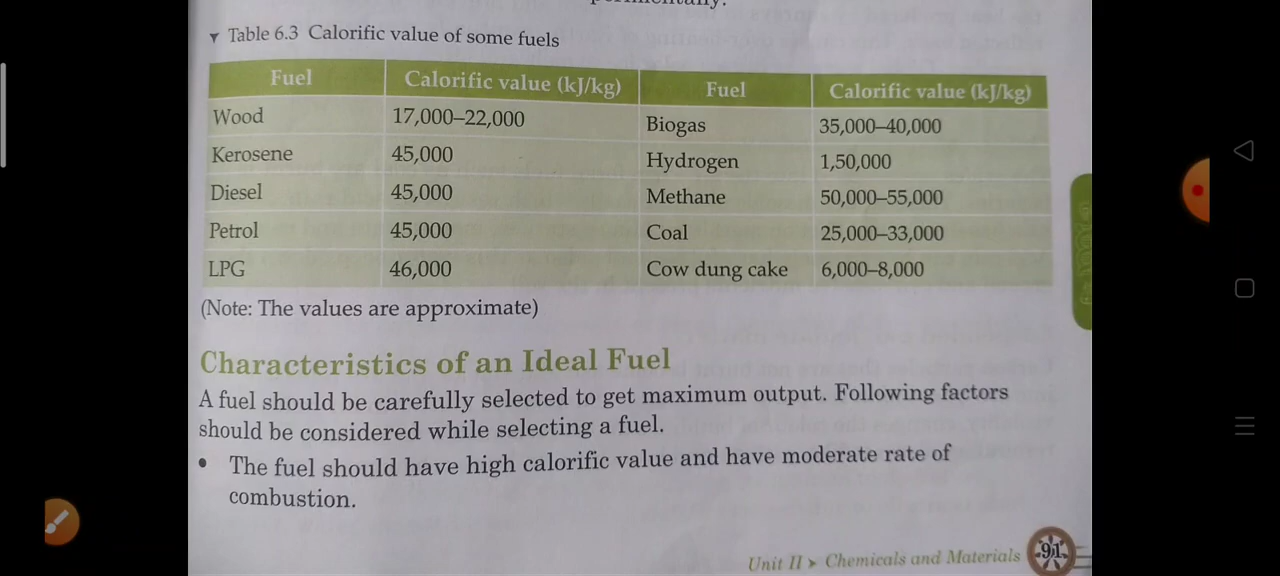 Table 6.3 Calorific value of some fuels
Fuel Calorific value (kJ/kg) Fuel Calorific value (kJ/kg)
Wood 17,000–22,000 Biogas 35,000–40,000
Kerosene 45,000 Hydrogen 1,50,000
Diesel 45,000 Methane 50,000–55,000
Petrol 45,000 Coal 25,000–33,000
LPG 46,000 Cow dung cake 6,000–8,000
(Note: The values are approximate)
Characteristics of an Ideal Fuel
A fuel should be carefully selected to get maximum output. Following factors
should be considered while selecting a fuel.
• The fuel should have high calorific value and have moderate rate of
combustion.
Unit II > Chemicals and Materials 91